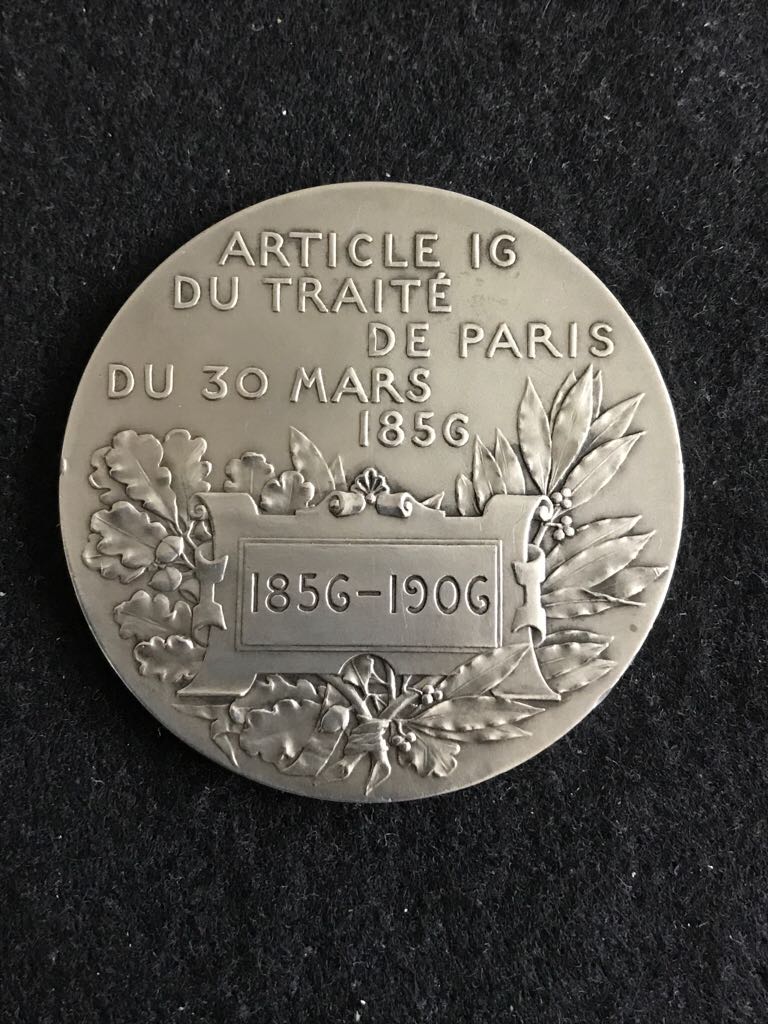 ARTICLE 16
DU TRAITÉ
DE PARIS
DU 30 MARS
1856
1856-1906